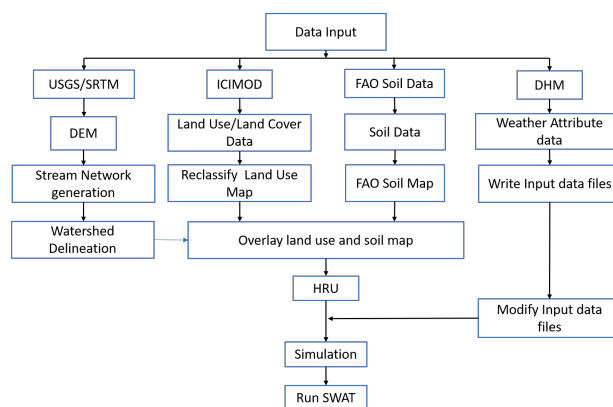 Data Input
USGS/SRTM
ICIMOD
FAO Soil Data
DHM
DEM
Land Use/Land Cover
Data
Soil Data
Weather Attribute
data
Stream Network
generation
Reclassify Land Use
Map
FAO Soil Map
Write Input data files
Watershed
Delineation
Overlay land use and soil map
HRU
Modify Input data
files
Simulation
Run SWAT